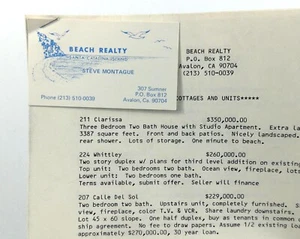 BEACH REALTY
SANTA CATALINA ISLAND
STEVE MONTAGUE
307 Sumner
P.O. Box 812
Phone (213) 510-0039
Avalon, Ca. 90704
BEACH REALTY
P.O. Box 812
Avalon, CA. 90704
(213) 510-0039
COTTAGES AND UNITS*****
211 Clarissa $350,000.00
Three Bedroom Two Bath House with Studio Apartment. Extra la
3387 square feet. Front and back patios. Nicely landscaped,
rear shower. Lots of storage. One minute to beach.
224 Whittley $260,000.00
Two story duplex w/ plans for third addition on existing
Top unit: Two bedrooms two bath. Ocean view, fireplace, lots
Lower unit: Two bedrooms one bath.
Terms available, submit offer. Seller will finance
207 Calle Del Sol $229,000.00
Two bedroom two bath. Upstairs unit, completely furnished.
view, fireplace, color T.V. & VCR. Share laundry downstairs.
Lot 45 x 60 slope. One half duplex, buy as tenants in common
ship agreement. No fee to draw papers. Assume 1/2 existing loan
approximately $270,000.00, 30 year loan.